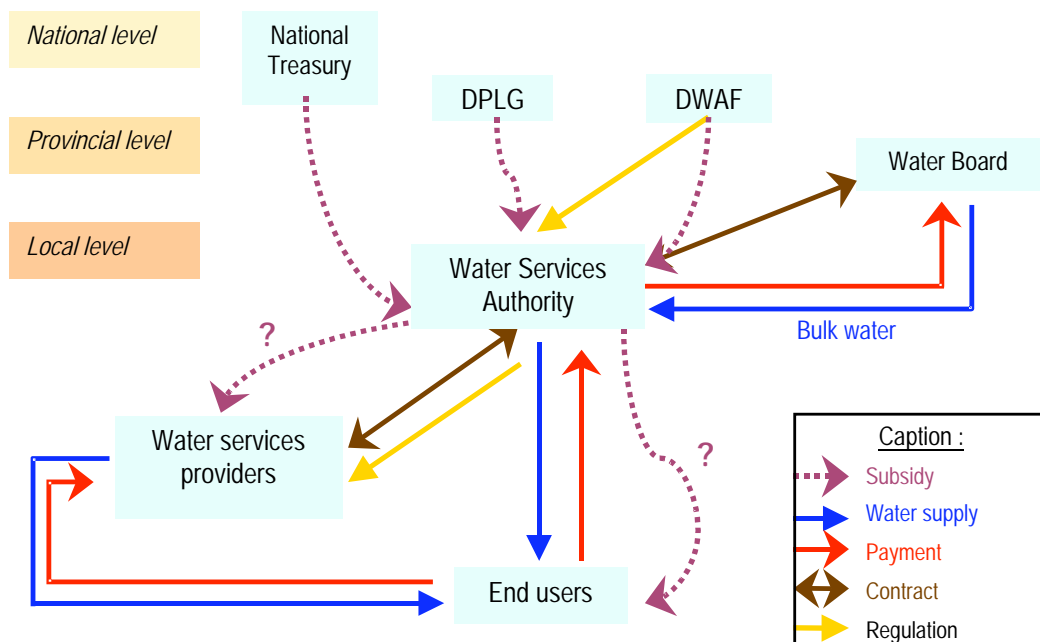 National level
National
Treasury
DPLG
DWAF
Provincial level
Water Board
Local level
Water Services
Authority
?
Bulk water
Water services
providers
?
End users
Caption :
Subsidy
Water supply
Payment
Contract
Regulation